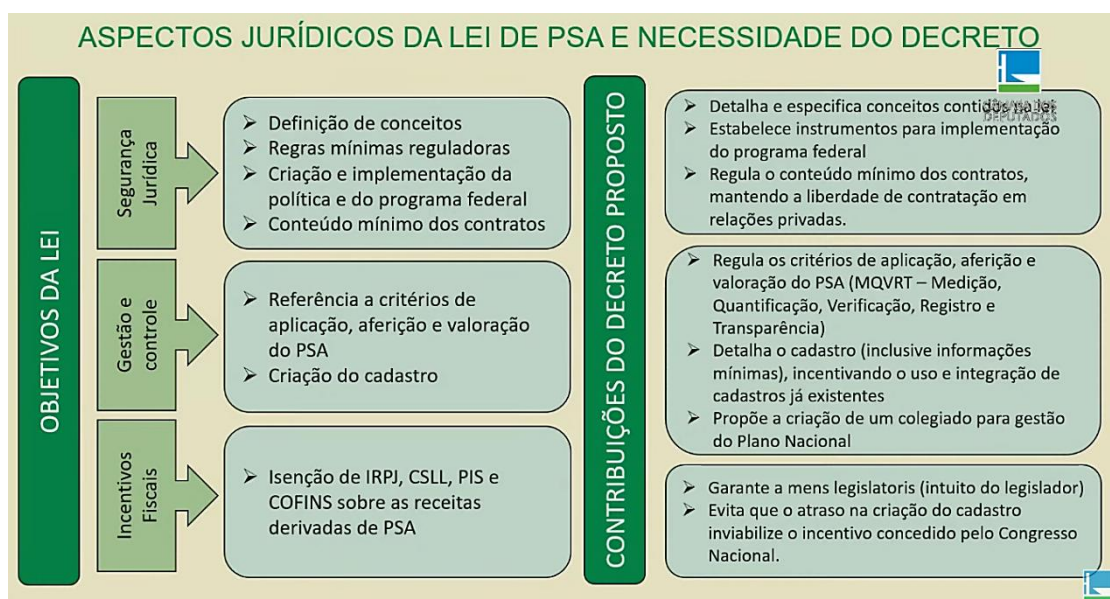 ASPECTOS JURÍDICOS DA LEI DE PSA E NECESSIDADE DO DECRETO
OBJETIVOS DA LEI
Segurança
Jurídica
➢ Definição de conceitos
➢ Regras mínimas reguladoras
➢ Criação e implementação da
política e do programa federal
➢ Conteúdo mínimo dos contratos
Gestão e
controle
➢ Referência a critérios de
aplicação, aferição e valoração
do PSA
➢ Criação do cadastro
Incentivos
Fiscais
➢ Isenção de IRPJ, CSLL, PIS e
COFINS sobre as receitas
derivadas de PSA
CONTRIBUIÇÕES DO DECRETO PROPOSTO
➢ Detalha e especifica conceitos contidos na lei
➢ Estabelece instrumentos para implementação
do programa federal
➢ Regula o conteúdo mínimo dos contratos,
mantendo a liberdade de contratação em
relações privadas.
➢ Regula os critérios de aplicação, aferição e
valoração do PSA (MQVRT – Medição,
Quantificação, Verificação, Registro e
Transparência)
➢ Detalha o cadastro (inclusive informações
mínimas), incentivando o uso e integração de
cadastros já existentes
➢ Propõe a criação de um colegiado para gestão
do Plano Nacional
➢ Garante a mens legislatoris (intuito do legislador)
➢ Evita que o atraso na criação do cadastro
inviabilize o incentivo concedido pelo Congresso
Nacional.
CÂMARA DOS
DEPUTADOS